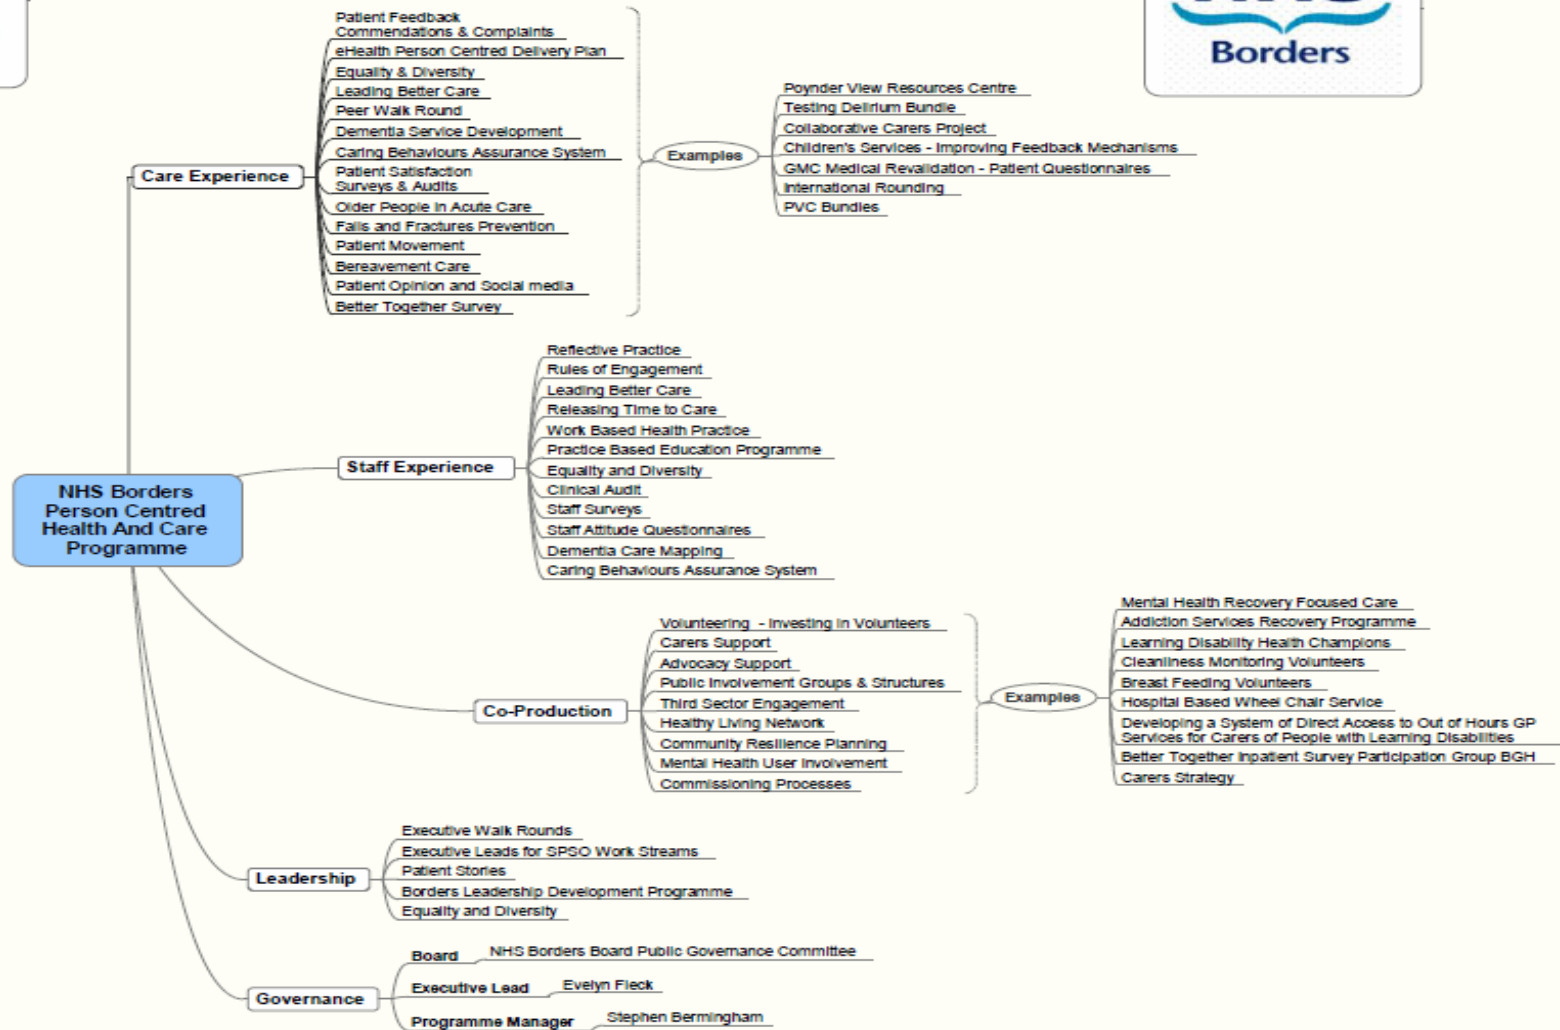 Borders
NHS Borders
Person Centred
Health And Care
Programme
Care Experience
Patient Feedback
Commendations & Complaints
eHealth Person Centred Delivery Plan
Equality & Diversity
Leading Better Care
Peer Walk Round
Dementia Service Development
Caring Behaviours Assurance System
Patient Satisfaction
Surveys & Audits
Older People in Acute Care
Falls and Fractures Prevention
Patient Movement
Bereavement Care
Patient Opinion and Social media
Better Together Survey
Examples
Poynder View Resources Centre
Testing Delirium Bundle
Collaborative Carers Project
Children's Services - Improving Feedback Mechanisms
GMC Medical Revalidation - Patient Questionnaires
International Rounding
PVC Bundles
Staff Experience
Reflective Practice
Rules of Engagement
Leading Better Care
Releasing Time to Care
Work Based Health Practice
Practice Based Education Programme
Equality and Diversity
Clinical Audit
Staff Surveys
Staff Attitude Questionnaires
Dementia Care Mapping
Caring Behaviours Assurance System
Co-Production
Volunteering - Investing in Volunteers
Carers Support
Advocacy Support
Public Involvement Groups & Structures
Third Sector Engagement
Healthy Living Network
Community Resilience Planning
Mental Health User Involvement
Commissioning Processes
Examples
Mental Health Recovery Focused Care
Addiction Services Recovery Programme
Learning Disability Health Champions
Cleanliness Monitoring Volunteers
Breast Feeding Volunteers
Hospital Based Wheel Chair Service
Developing a System of Direct Access to Out of Hours GP
Services for Carers of People with Learning Disabilities
Better Together Inpatient Survey Participation Group BGH
Carers Strategy
Leadership
Executive Walk Rounds
Executive Leads for SPSO Work Streams
Patient Stories
Borders Leadership Development Programme
Equality and Diversity
Governance
Board
NHS Borders Board Public Governance Committee
Executive Lead
Evelyn Fleck
Programme Manager
Stephen Bermingham